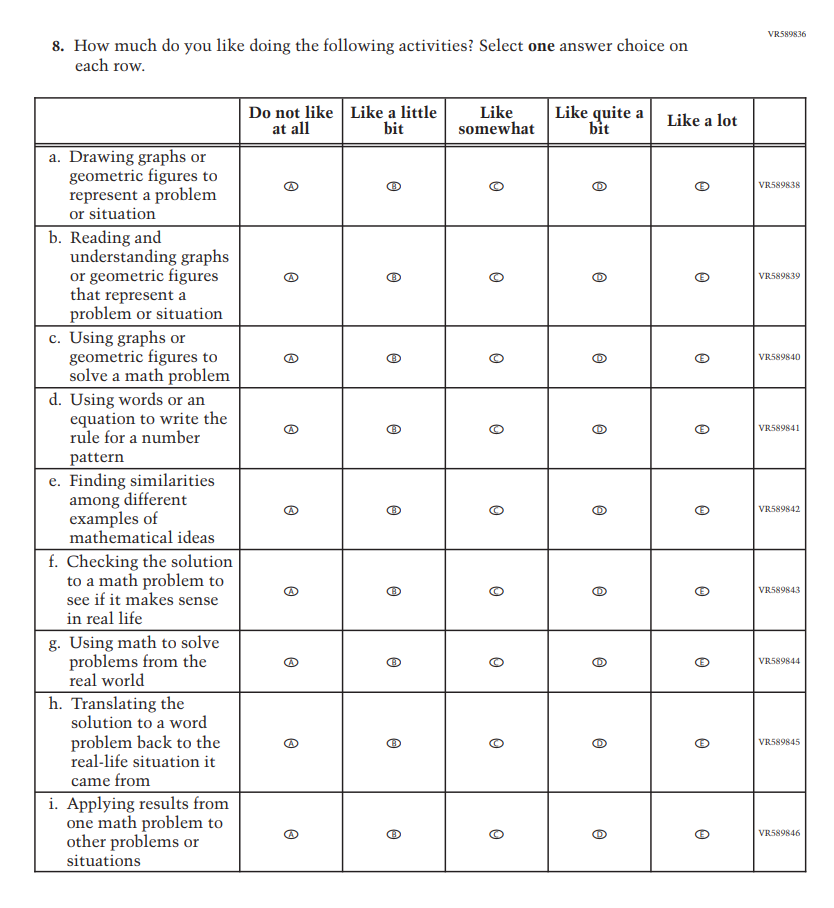 VR589836
8. How much do you like doing the following activities? Select one answer choice on
each row.
Do not like
at all
Like a little
bit
Like
somewhat
Like quite a
bit
Like a lot
a. Drawing graphs or
geometric figures to
represent a problem
or situation
A B C D E VR589838
b. Reading and
understanding graphs
or geometric figures
that represent a
problem or situation
A B C D E VR589839
c. Using graphs or
geometric figures to
solve a math problem
A B C D E VR589840
d. Using words or an
equation to write the
rule for a number
pattern
A B C D E VR589841
e. Finding similarities
among different
examples of
mathematical ideas
A B C D E VR589842
f. Checking the solution
to a math problem to
see if it makes sense
in real life
A B C D E VR589843
g. Using math to solve
problems from the
real world
A B C D E VR589844
h. Translating the
solution to a word
problem back to the
real-life situation it
came from
A B C D E VR589845
i. Applying results from
one math problem to
other problems or
situations
A B C D E VR589846